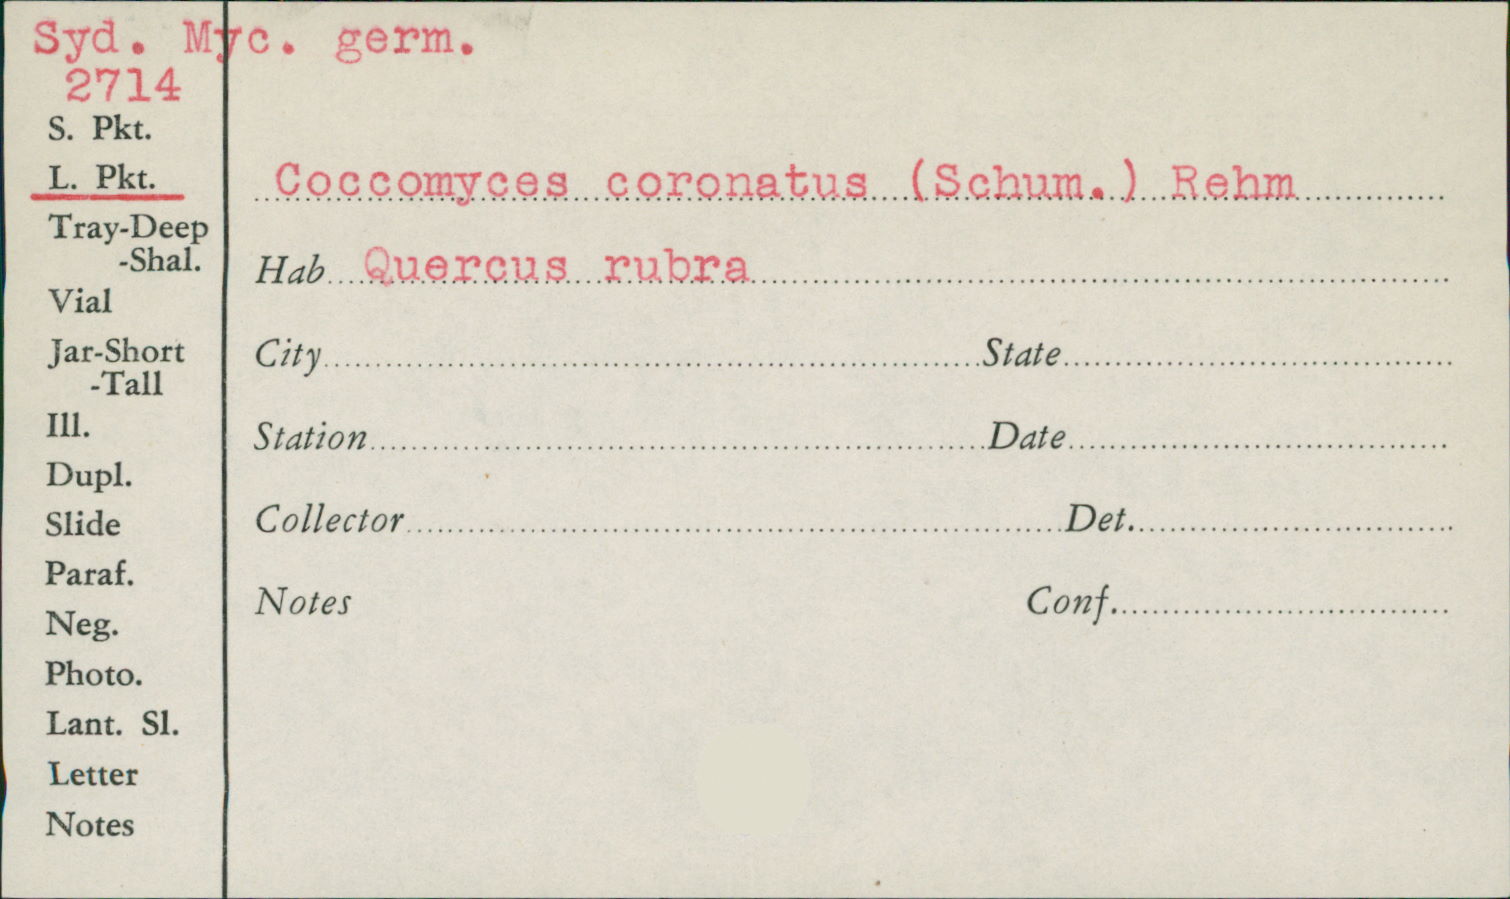 Syd. Myc. germ.
2714
S. Pkt.
L. Pkt.
Tray-Deep
-Shal.
Vial
Jar-Short
-Tall
Ill.
Dupl.
Slide
Paraf.
Neg.
Photo.
Lant. Sl.
Letter
Notes
Coccomyces coronatus (Schum.) Rehm
Hab Quercus rubra
City State
Station Date
Collector Det.
Notes Conf.